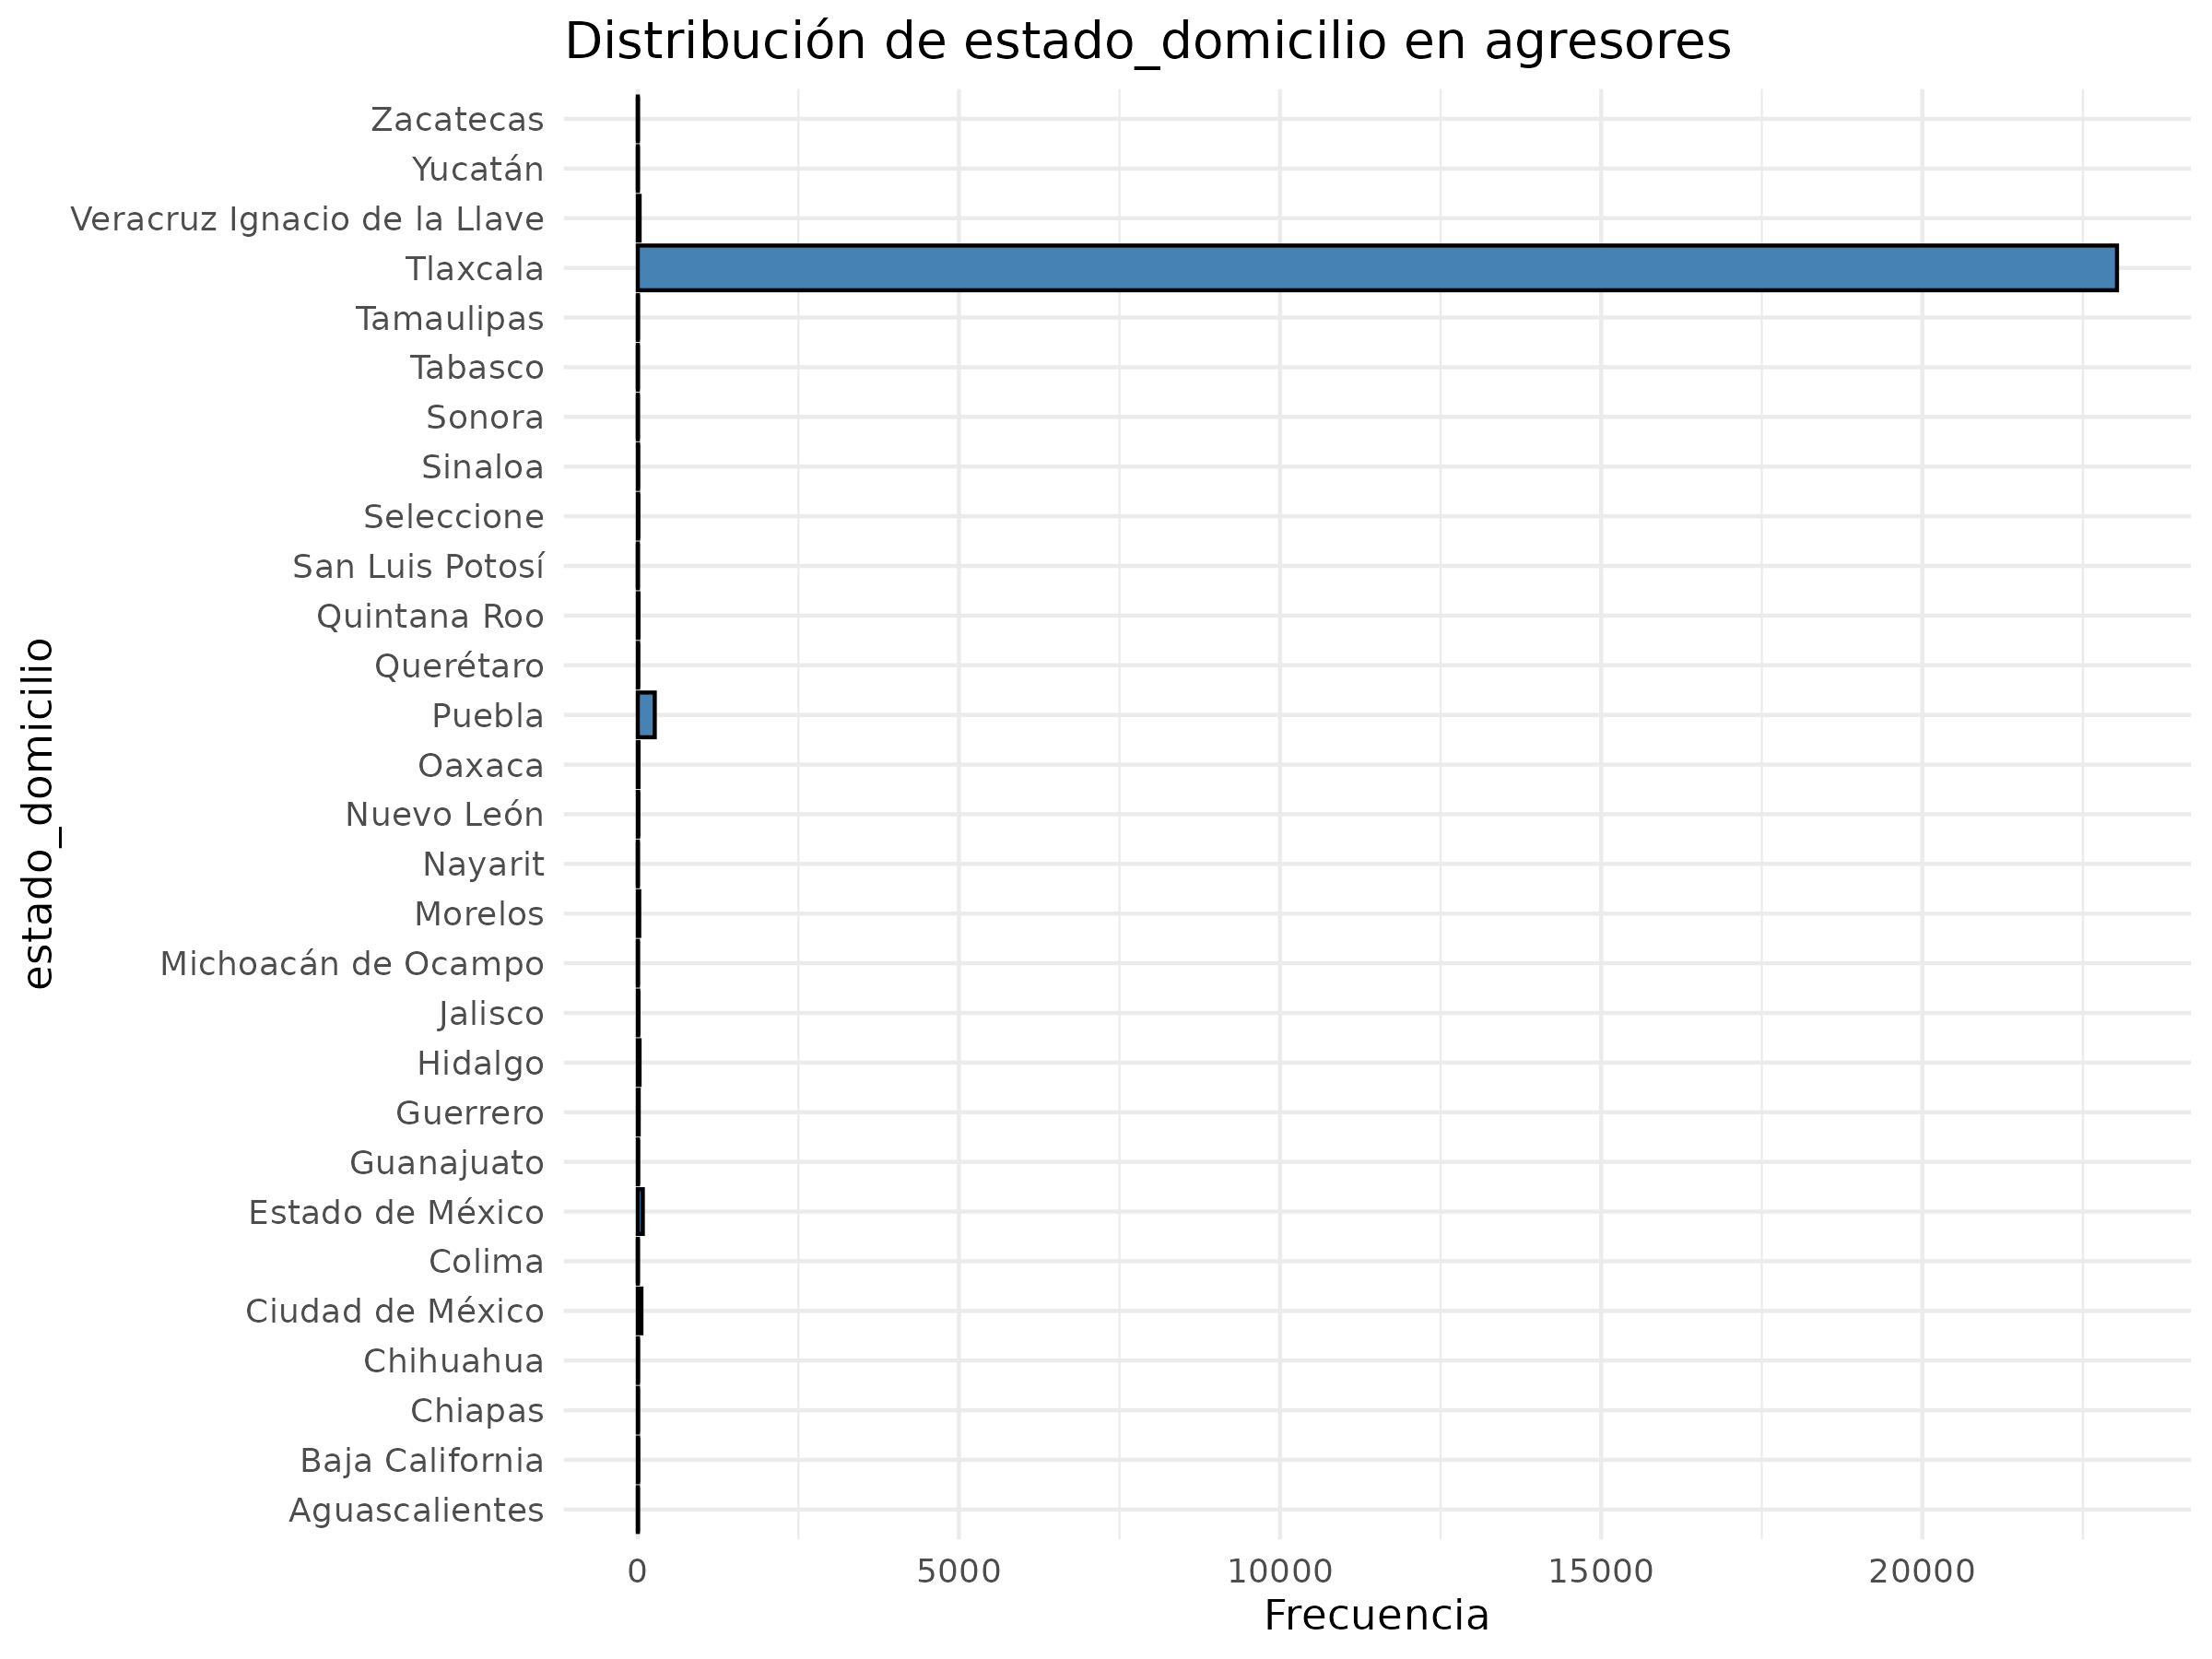 Distribución de estado_domicilio en agresores
Zacatecas
Yucatán
Veracruz Ignacio de la Llave
Tlaxcala
Tamaulipas
Tabasco
Sonora
Sinaloa
Seleccione
San Luis Potosí
Quintana Roo
Querétaro
Puebla
Oaxaca
Nuevo León
Nayarit
Morelos
Michoacán de Ocampo
Jalisco
Hidalgo
Guerrero
Guanajuato
Estado de México
Colima
Ciudad de México
Chihuahua
Chiapas
Baja California
Aguascalientes
estado_domicilio
0 5000 10000 15000 20000
Frecuencia